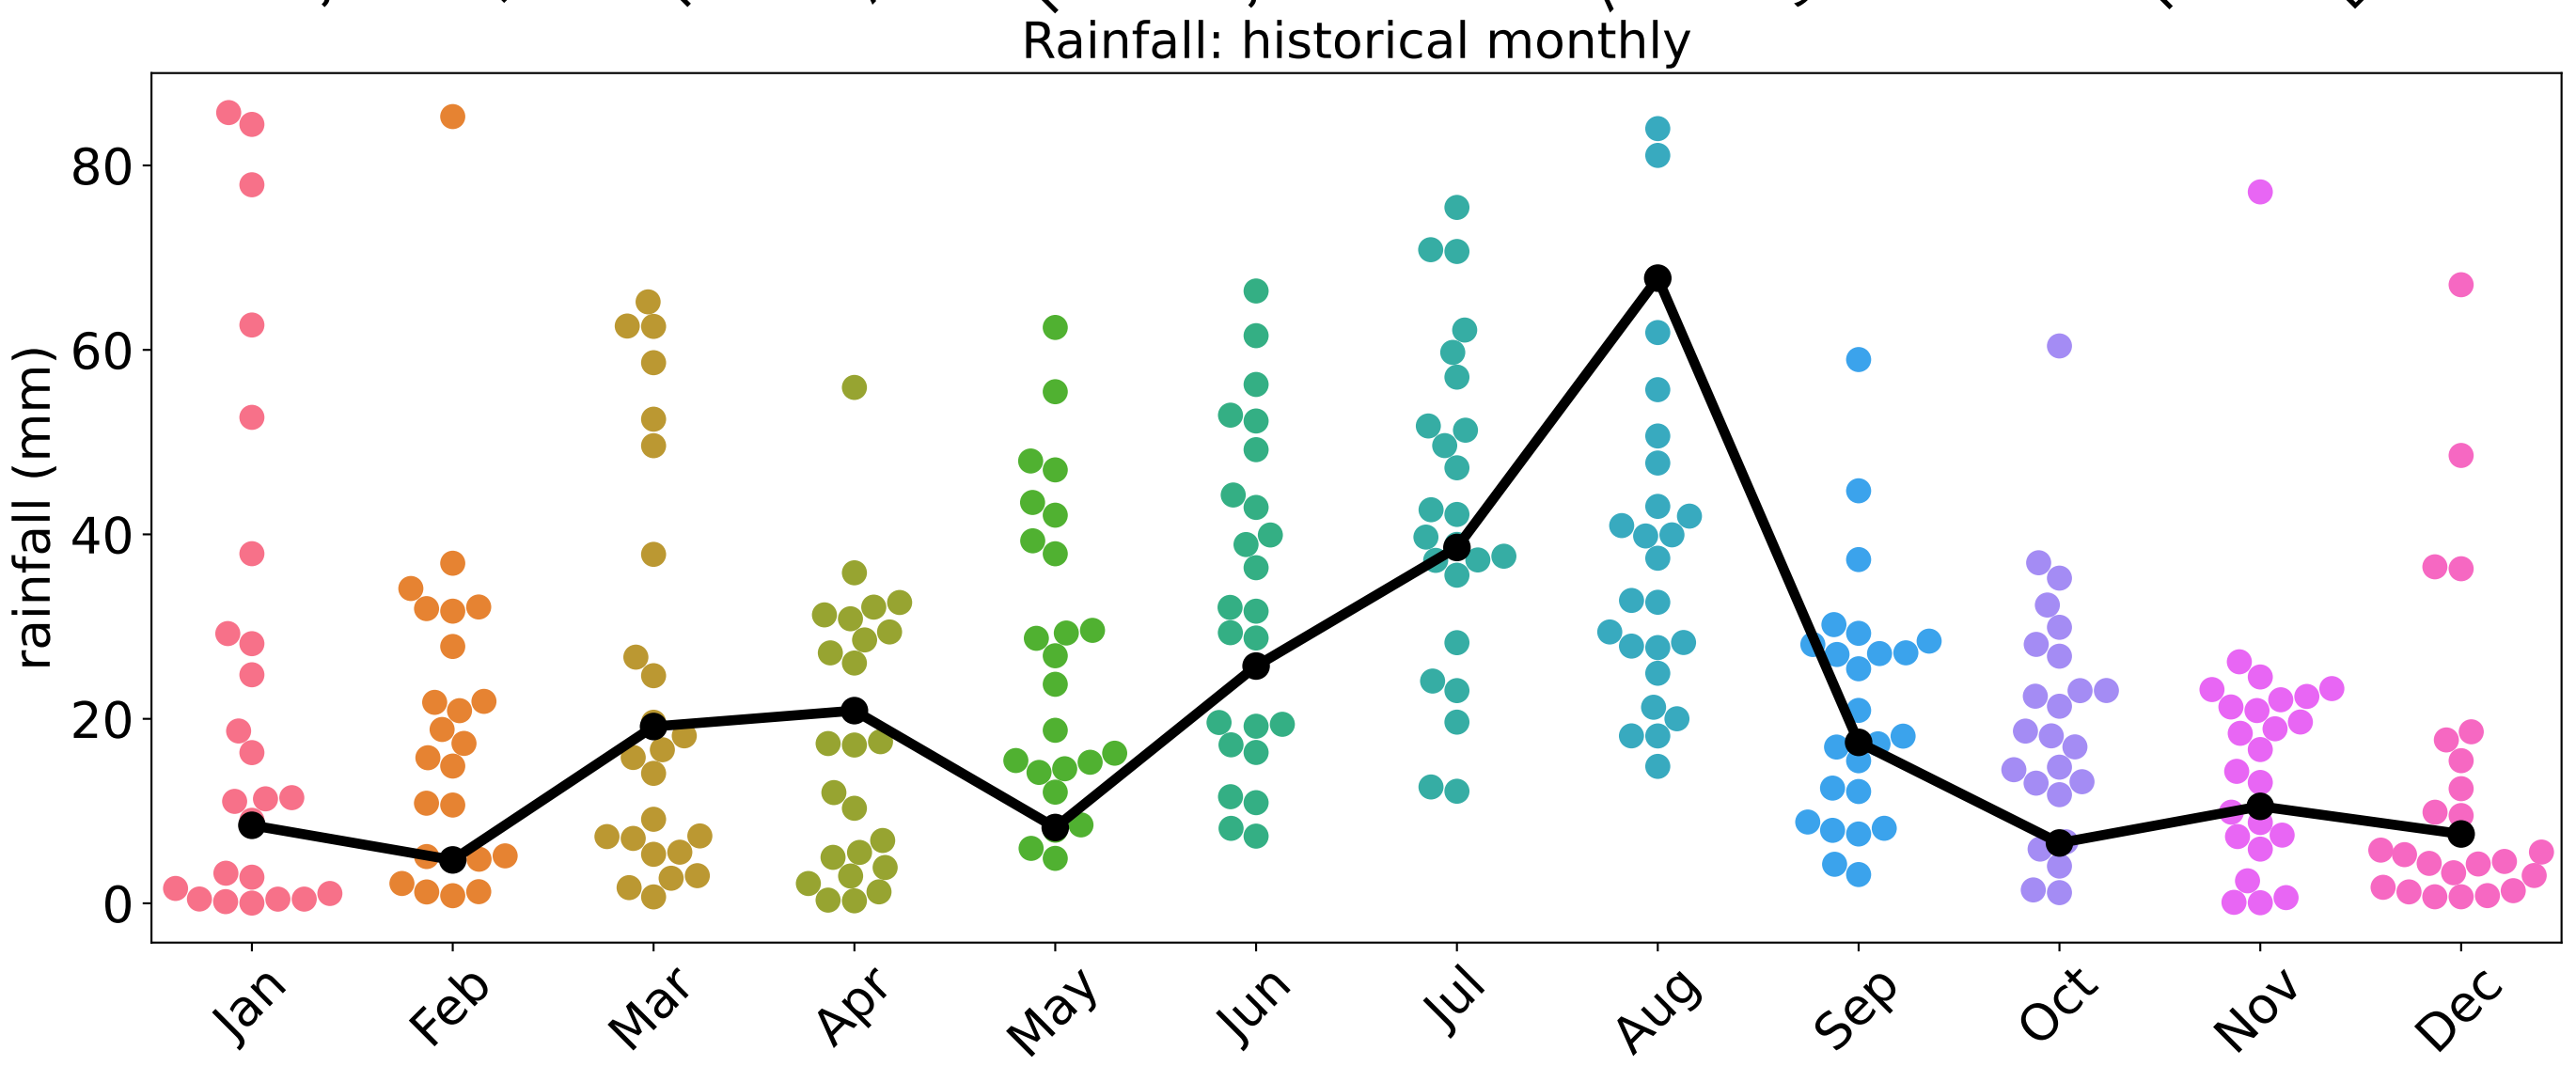 Rainfall: historical monthly
rainfall (mm)
80
60
40
20
0
Jan
Feb
Mar
Apr
May
Jun
Jul
Aug
Sep
Oct
Nov
Dec